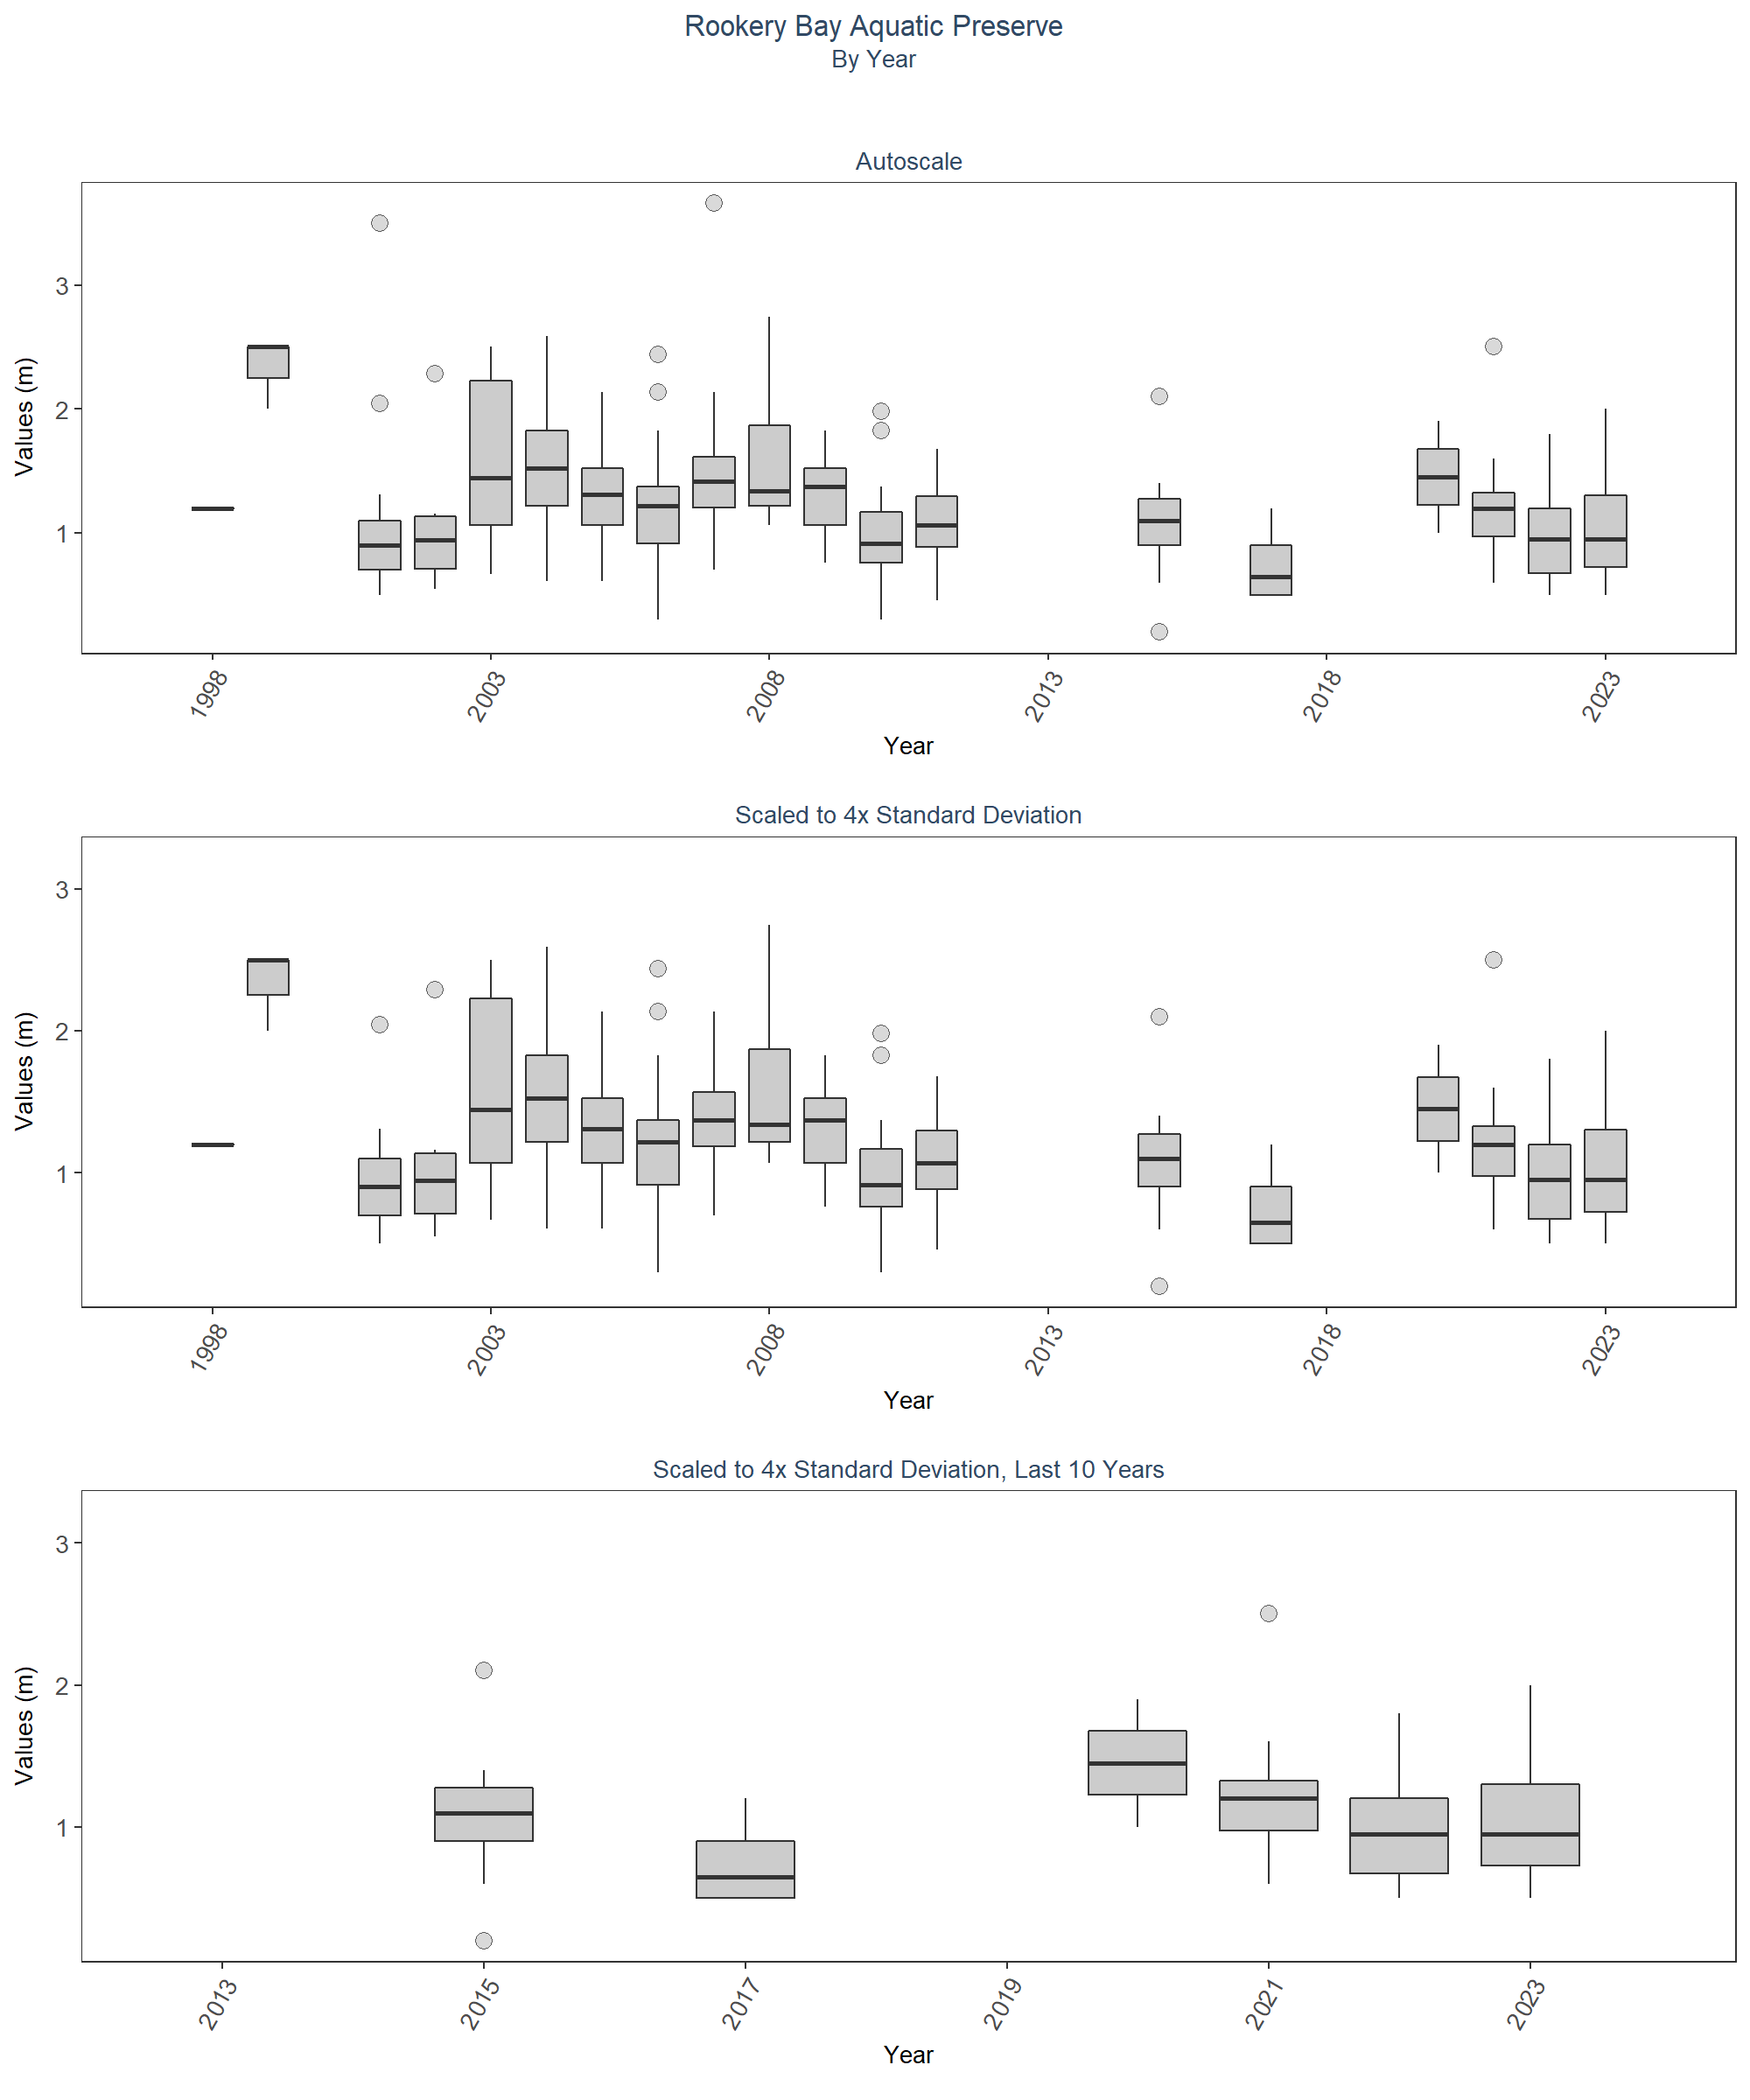 Rookery Bay Aquatic Preserve
By Year
Autoscale
Values (m)
3
2
1
1998 2003 2008 2013 2018 2023
Year
Scaled to 4x Standard Deviation
Values (m)
3
2
1
1998 2003 2008 2013 2018 2023
Year
Scaled to 4x Standard Deviation, Last 10 Years
Values (m)
3
2
1
2013 2015 2017 2019 2021 2023
Year